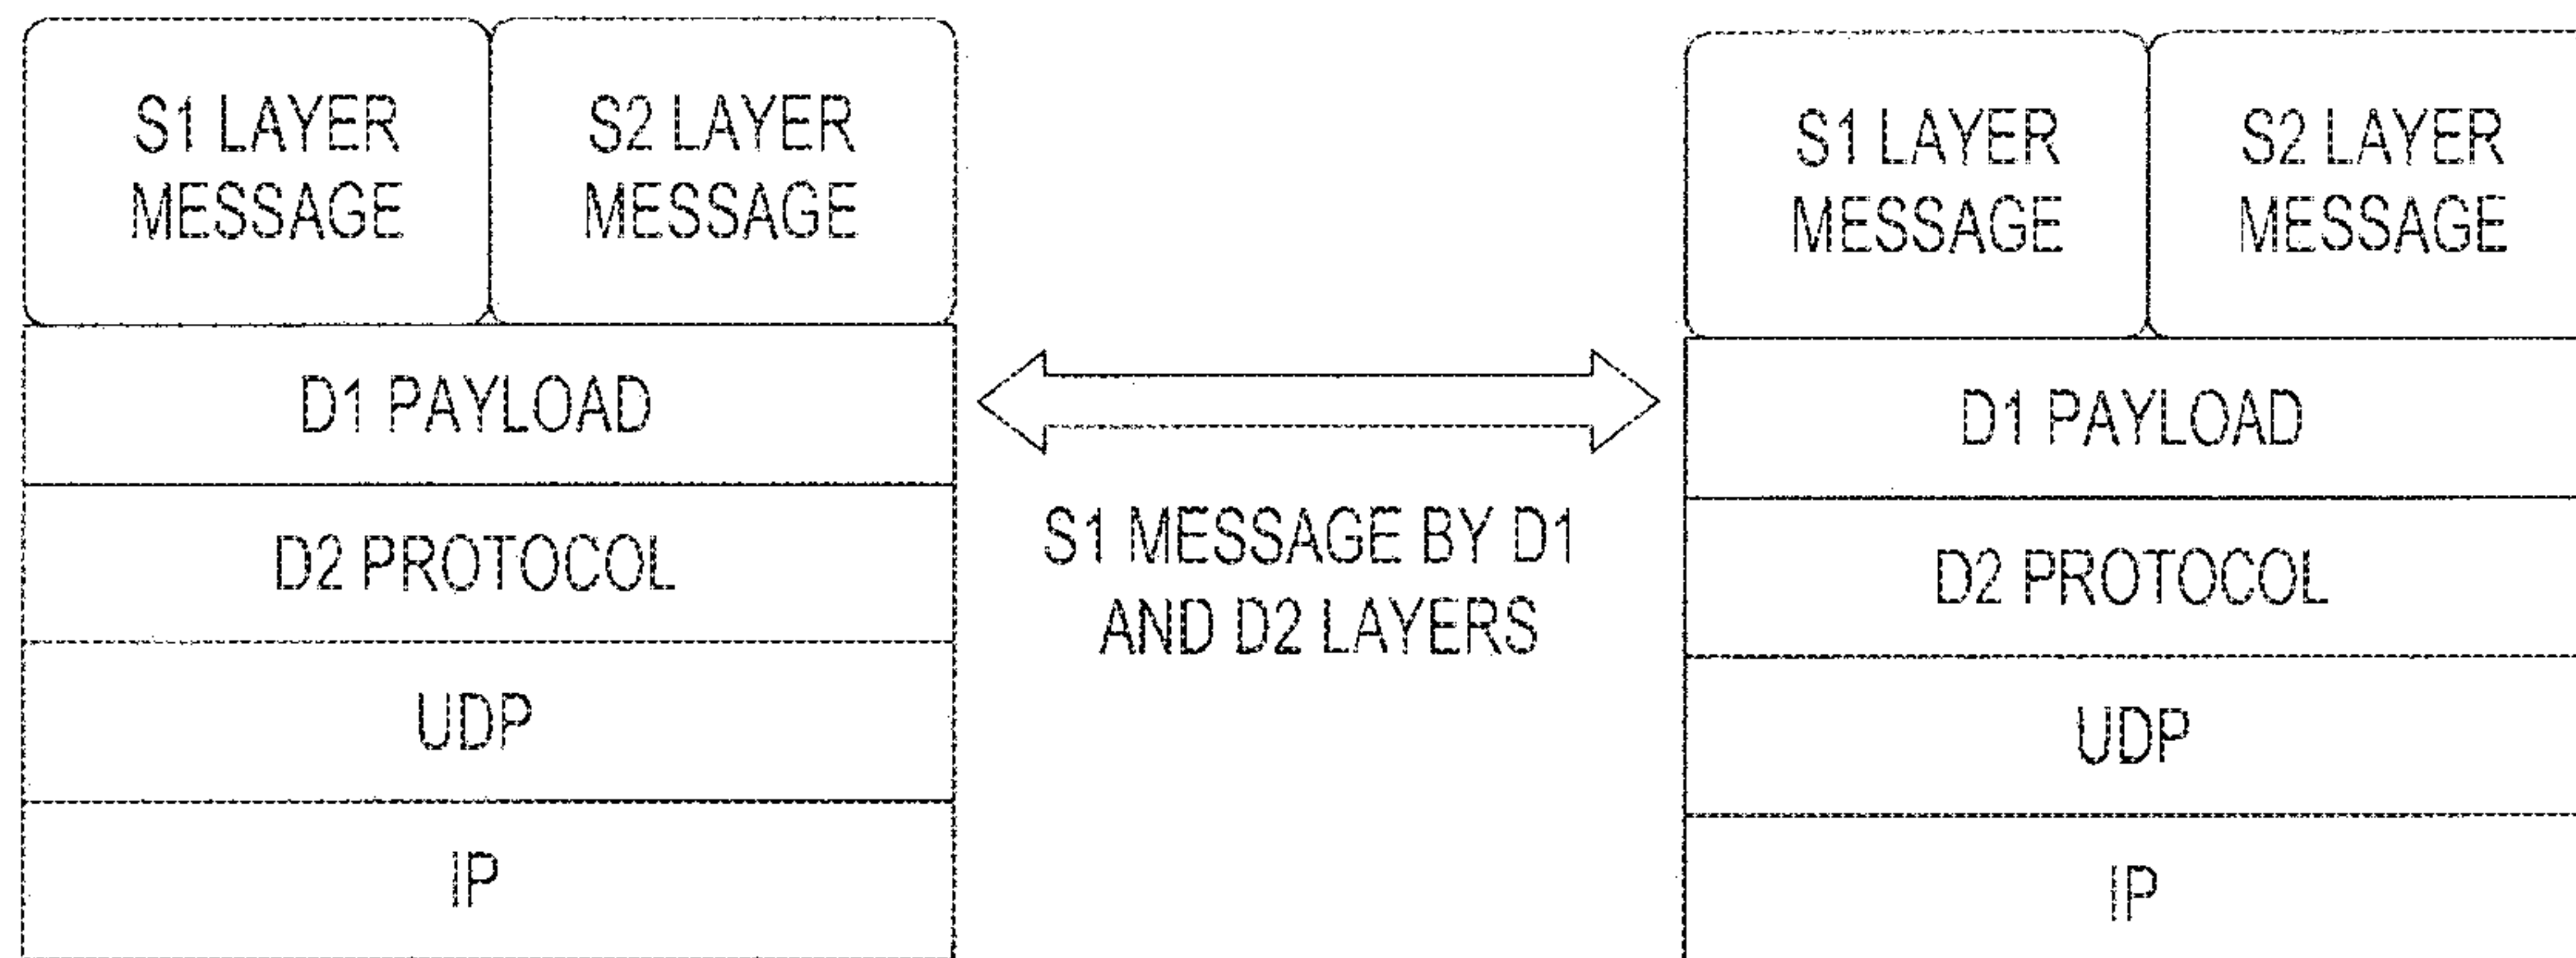 S1 LAYER
MESSAGE
S2 LAYER
MESSAGE
D1 PAYLOAD
D2 PROTOCOL
UDP
IP
S1 MESSAGE BY D1
AND D2 LAYERS
S1 LAYER
MESSAGE
S2 LAYER
MESSAGE
D1 PAYLOAD
D2 PROTOCOL
UDP
IP